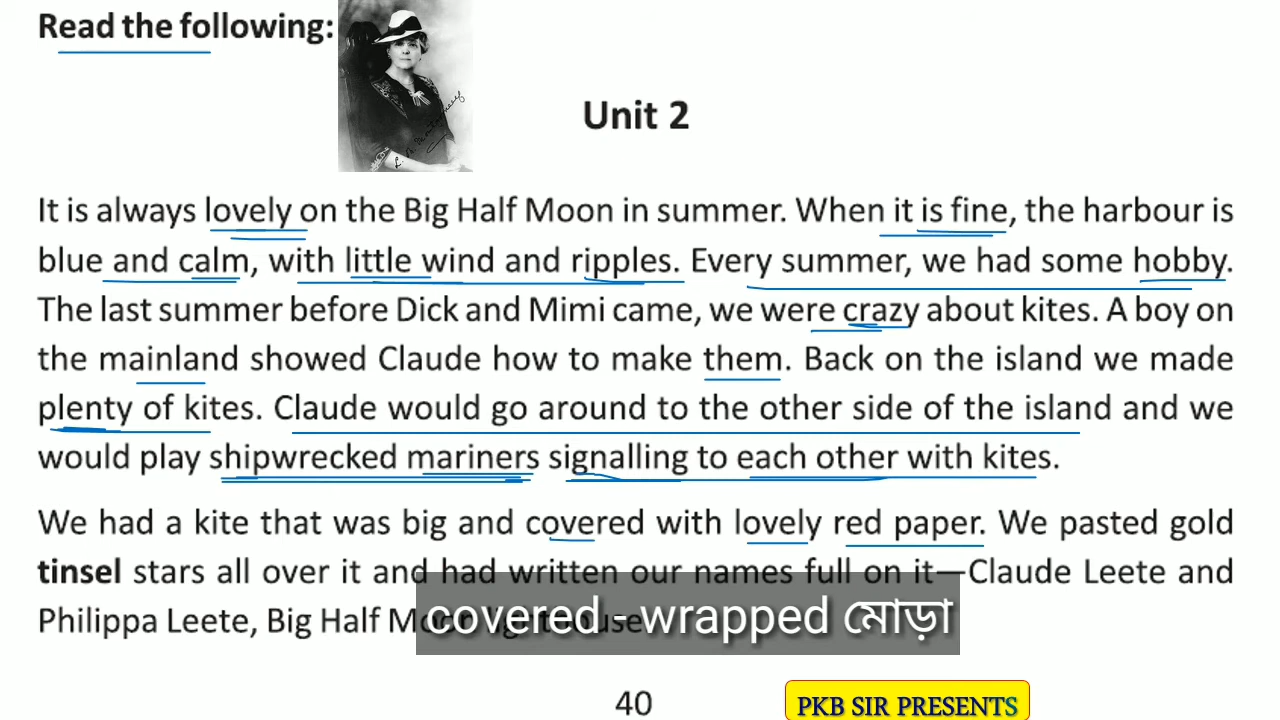 Read the following:
Unit 2
It is always lovely on the Big Half Moon in summer. When it is fine, the harbour is
blue and calm, with little wind and ripples. Every summer, we had some hobby.
The last summer before Dick and Mimi came, we were crazy about kites. A boy on
the mainland showed Claude how to make them. Back on the island we made
plenty of kites. Claude would go around to the other side of the island and we
would play shipwrecked mariners signalling to each other with kites.
We had a kite that was big and covered with lovely red paper. We pasted gold
tinsel stars all over it and had written our names full on it—Claude Leete and
Philippa Leete, Big Half Moon lighthouse
covered - wrapped মোড়া
40
PKB SIR PRESENTS